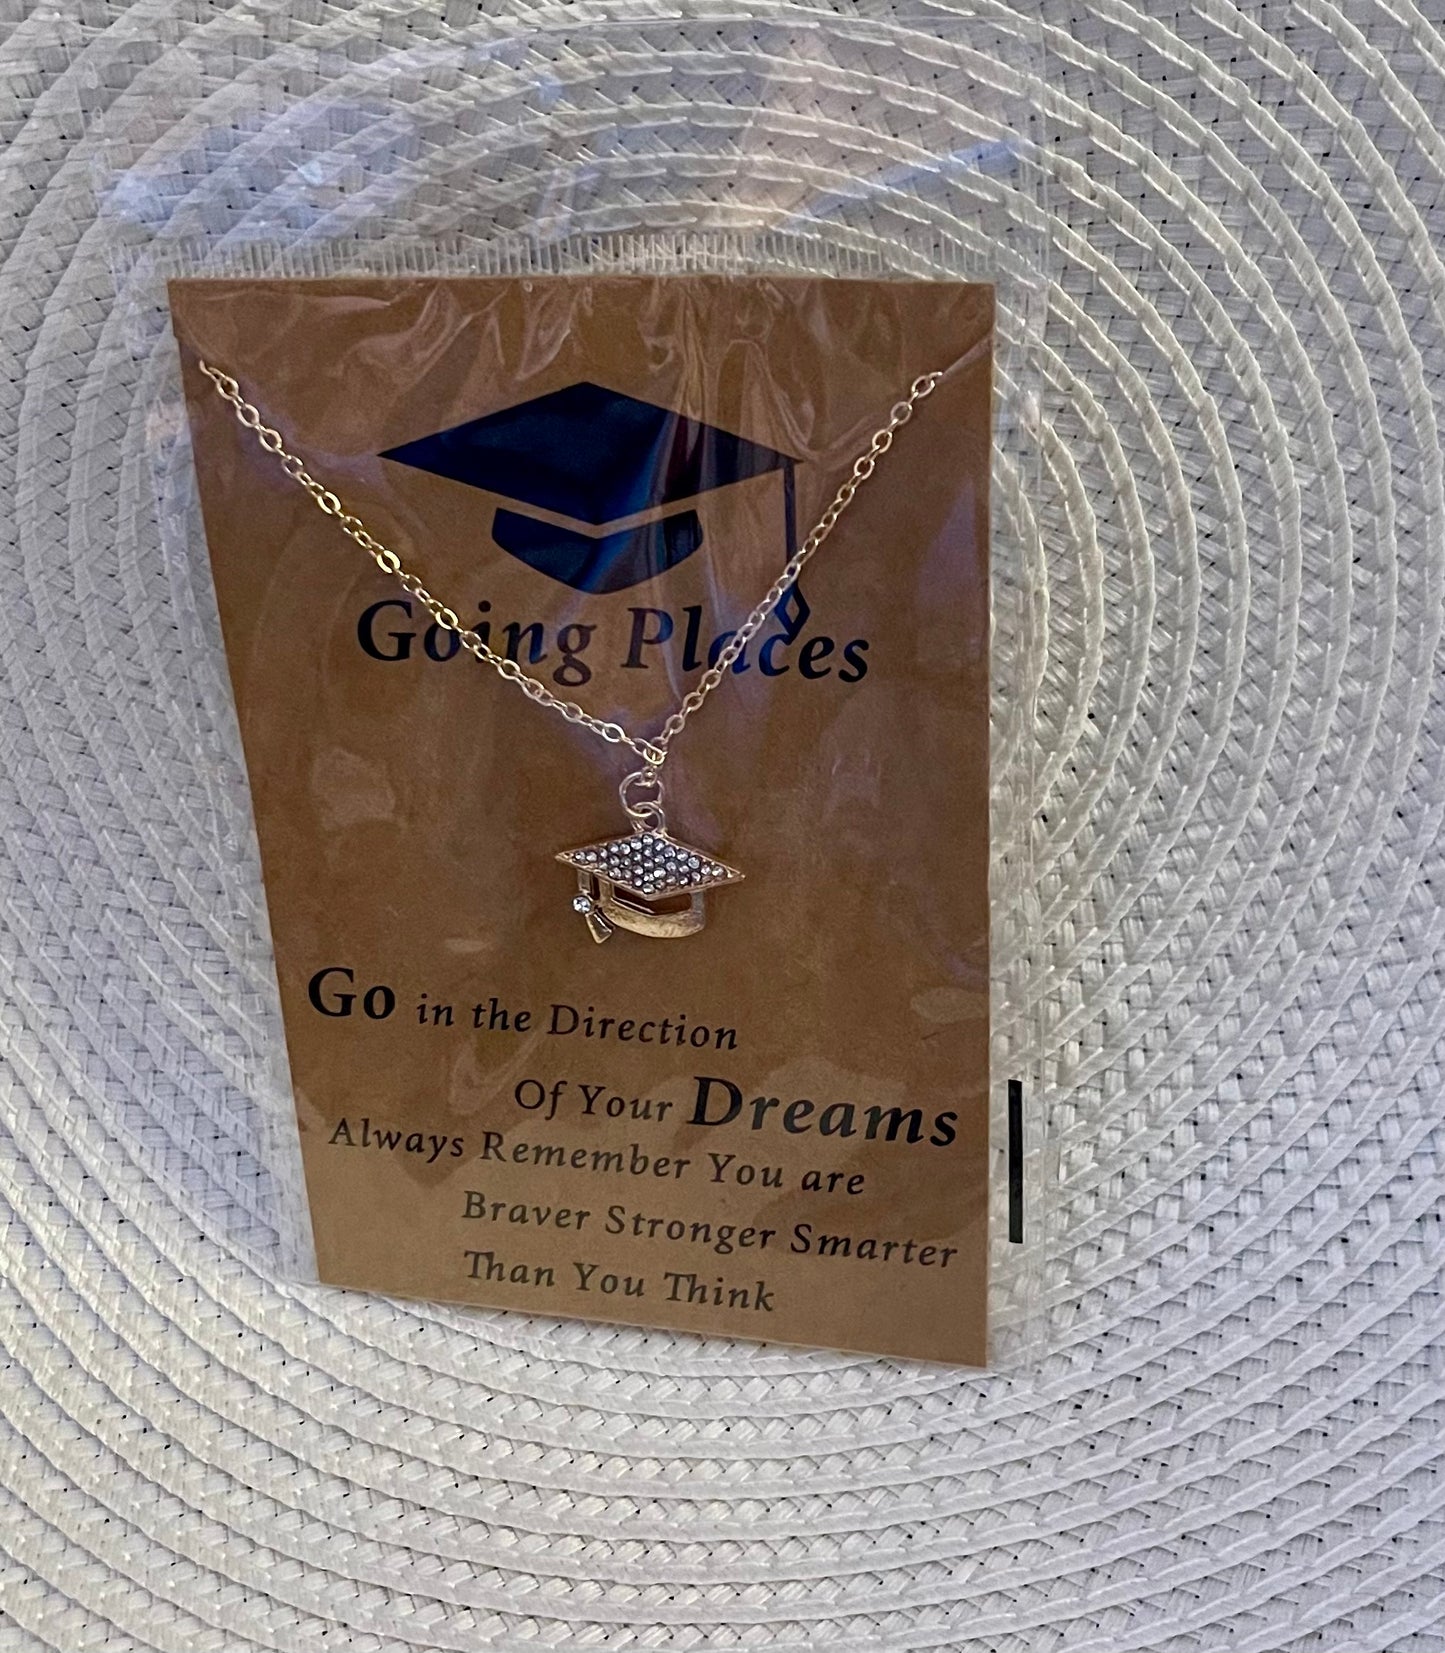 Going Places
Go in the Direction
Of Your Dreams
Always Remember You are
Braver Stronger Smarter
Than You Think